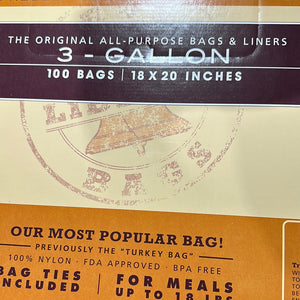 THE ORIGINAL ALL-PURPOSE BAGS & LINERS
3 - GALLON
100 BAGS | 18 X 20 INCHES
BAGS
OUR MOST POPULAR BAG!
PREVIOUSLY THE "TURKEY BAG"
100% NYLON · FDA APPROVED · BPA FREE
BAG TIES
INCLUDED
FOR MEALS
UP TO 18 LBS